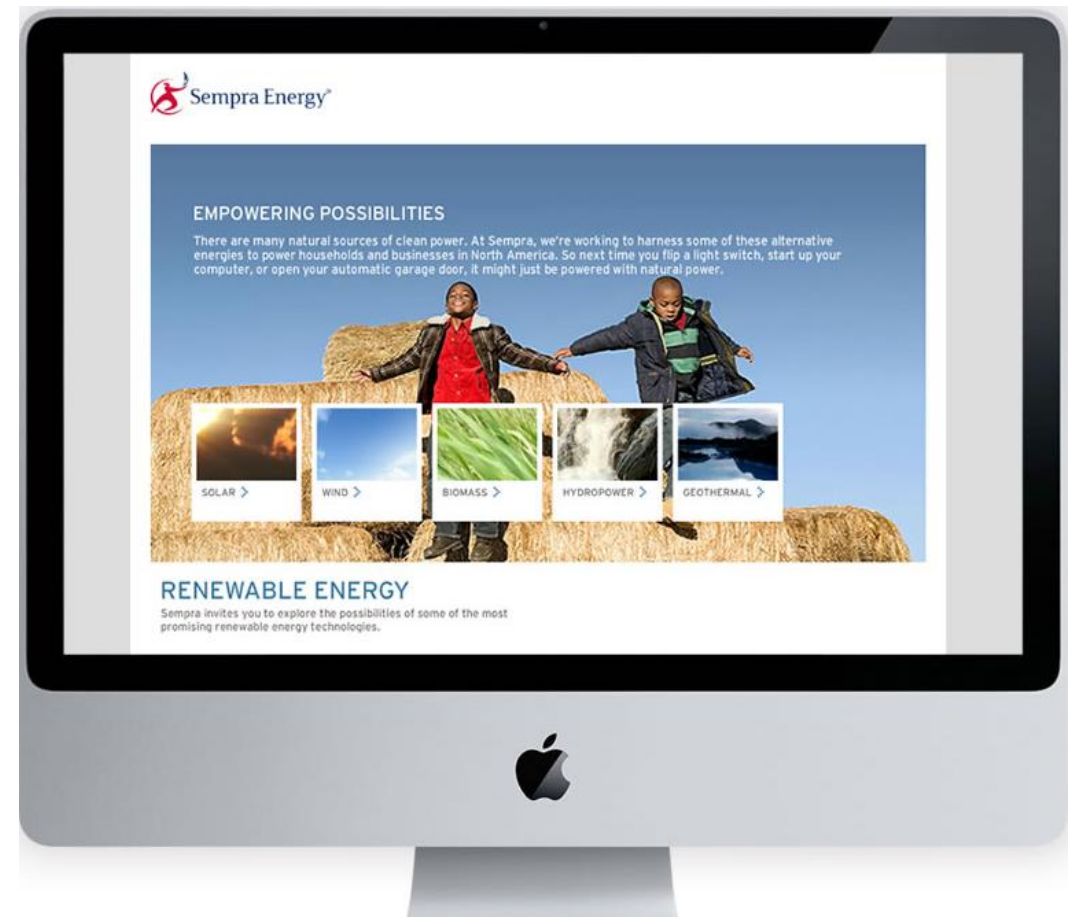 Sempra Energy®
EMPOWERING POSSIBILITIES
There are many natural sources of clean power. At Sempra, we're working to harness some of these alternative
energies to power households and businesses in North America. So next time you flip a light switch, start up your
computer, or open your automatic garage door, it might just be powered with natural power.
SOLAR >
WIND >
BIOMASS >
HYDROPOWER >
GEOTHERMAL >
RENEWABLE ENERGY
Sempra invites you to explore the possibilities of some of the most
promising renewable energy technologies.